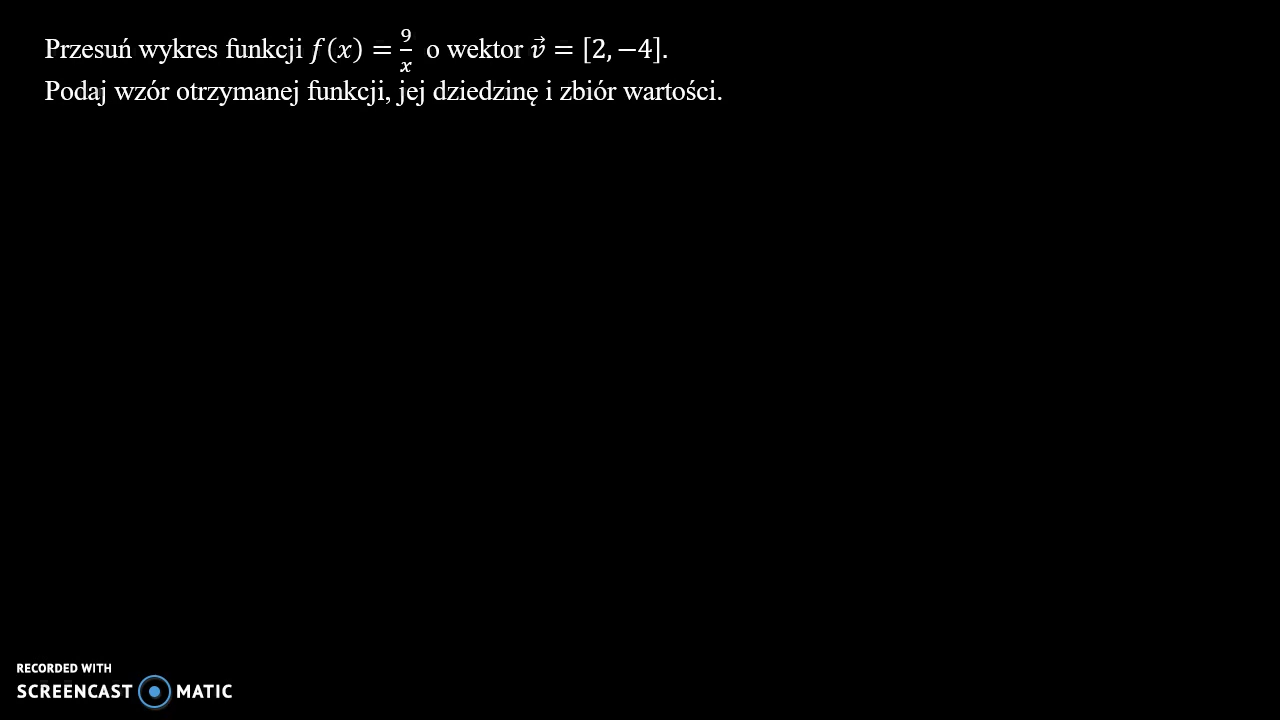 Przesuń wykres funkcji f(x) = 9/x o wektor v⃗ = [2, −4].
Podaj wzór otrzymanej funkcji, jej dziedzinę i zbiór wartości.
RECORDED WITH
SCREENCAST MATIC